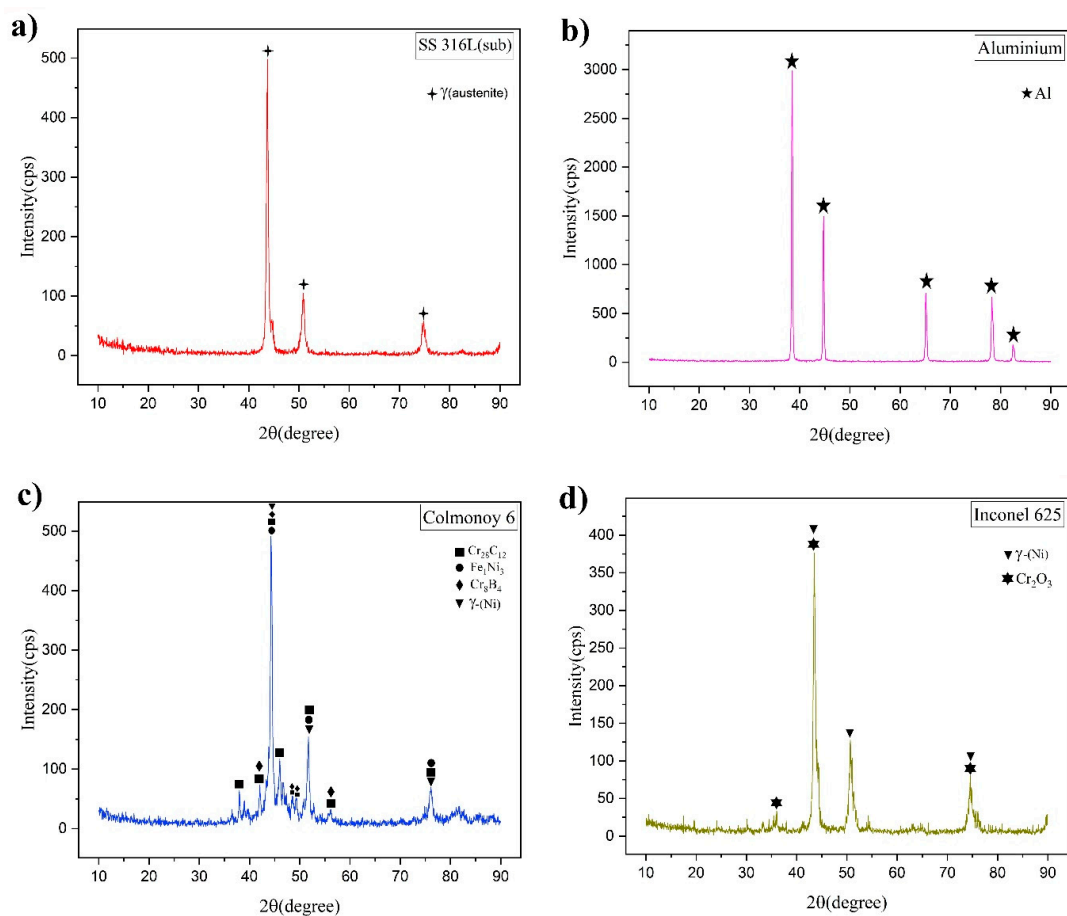 a)
SS 316L(sub)
γ(austenite)
500
400
300
200
100
0
Intensity(cps)
10 20 30 40 50 60 70 80 90
2θ(degree)
b)
Aluminium
Al
3000
2500
2000
1500
1000
500
0
Intensity(cps)
10 20 30 40 50 60 70 80 90
2θ(degree)
c)
Colmonoy 6
Cr₂₈C₁₂
Fe₁Ni₃
Cr₈B₄
γ-(Ni)
500
400
300
200
100
0
Intensity(cps)
10 20 30 40 50 60 70 80 90
2θ(degree)
d)
Inconel 625
γ-(Ni)
Cr₂O₃
400
350
300
250
200
150
100
50
0
Intensity(cps)
10 20 30 40 50 60 70 80 90
2θ(degree)